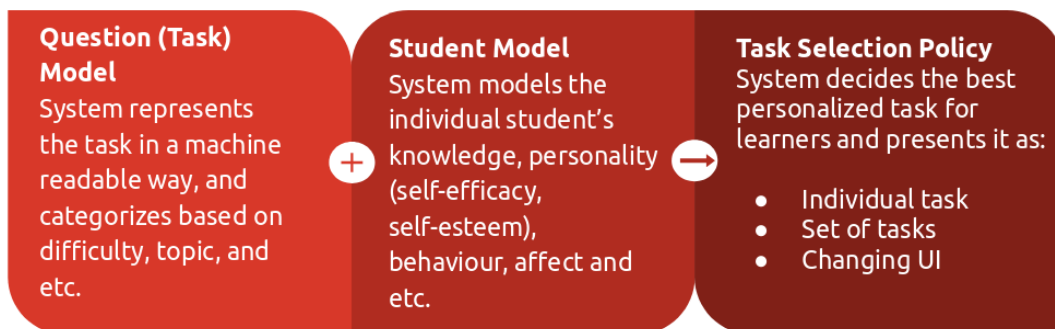 Question (Task)
Model
System represents
the task in a machine
readable way, and
categorizes based on
difficulty, topic, and
etc.
+
Student Model
System models the
individual student's
knowledge, personality
(self-efficacy,
self-esteem),
behaviour, affect and
etc.
Task Selection Policy
System decides the best
personalized task for
learners and presents it as:
● Individual task
● Set of tasks
● Changing UI